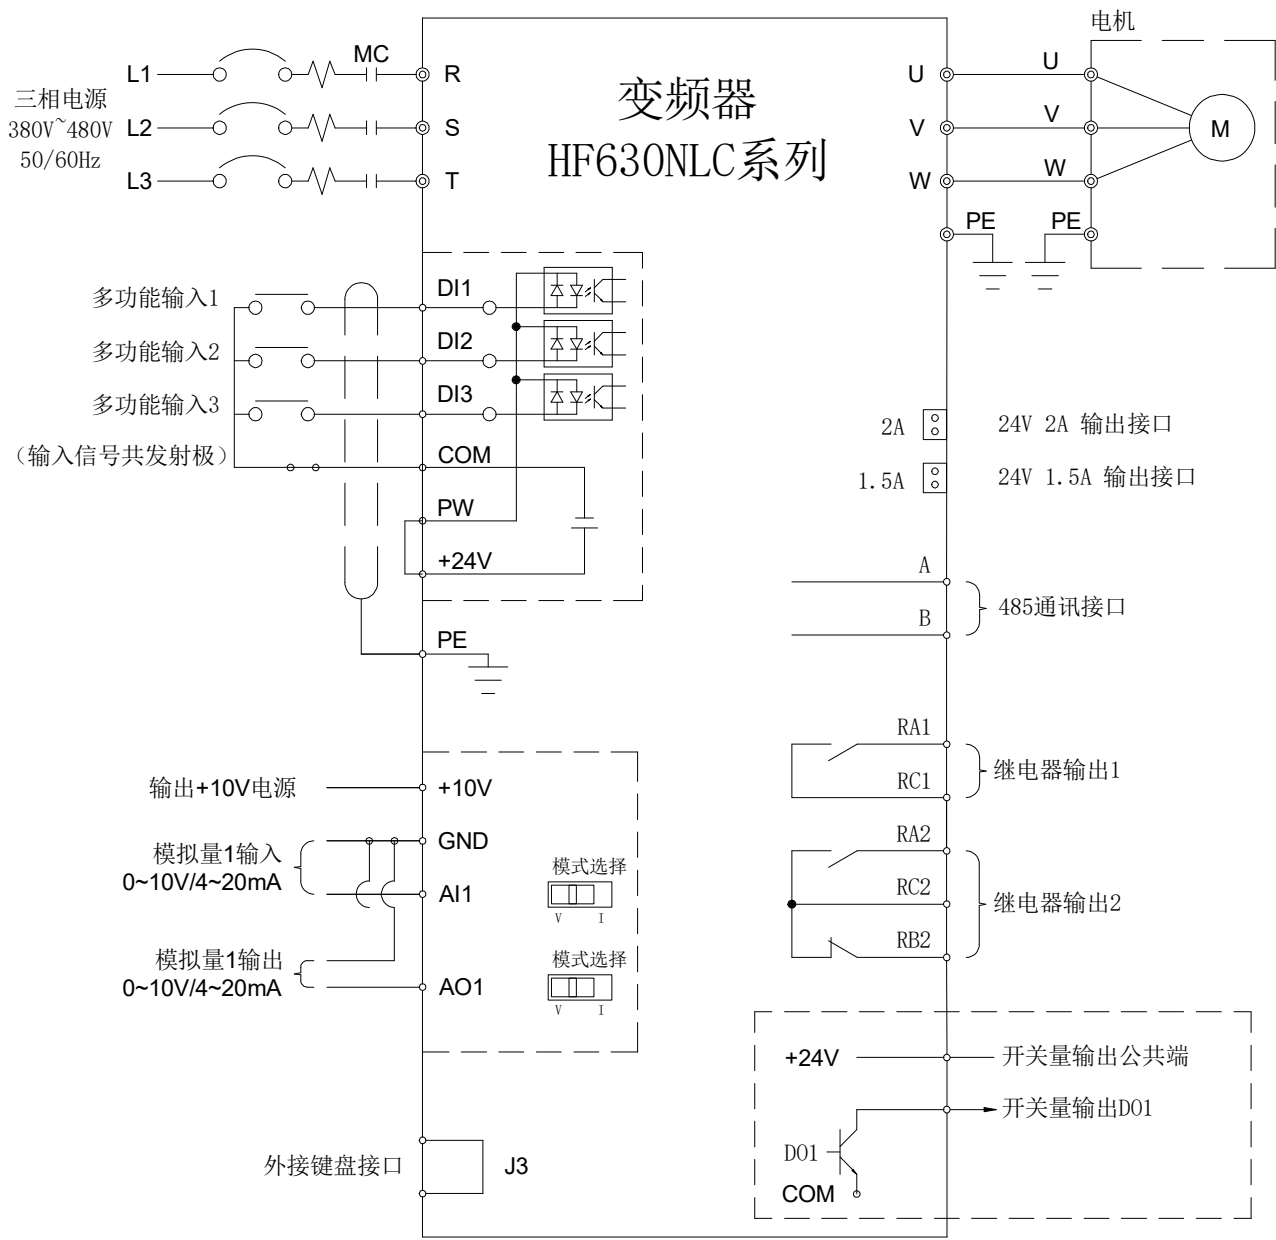 电机
MC
L1
R
U
U
三相电源
380V~480V
50/60Hz
L2
S
变频器
HF630NLC系列
V
V
M
L3
T
W
W
PE
PE
多功能输入1
DI1
多功能输入2
DI2
多功能输入3
DI3
(输入信号共发射极)
COM
PW
+24V
PE
2A
24V 2A 输出接口
1.5A
24V 1.5A 输出接口
A
B
485通讯接口
RA1
RC1
继电器输出1
RA2
RC2
RB2
继电器输出2
输出+10V电源
+10V
GND
模拟量1输入
0~10V/4~20mA
AI1
模式选择
V I
模拟量1输出
0~10V/4~20mA
AO1
模式选择
V I
+24V
开关量输出公共端
开关量输出DO1
DO1
COM
外接键盘接口
J3